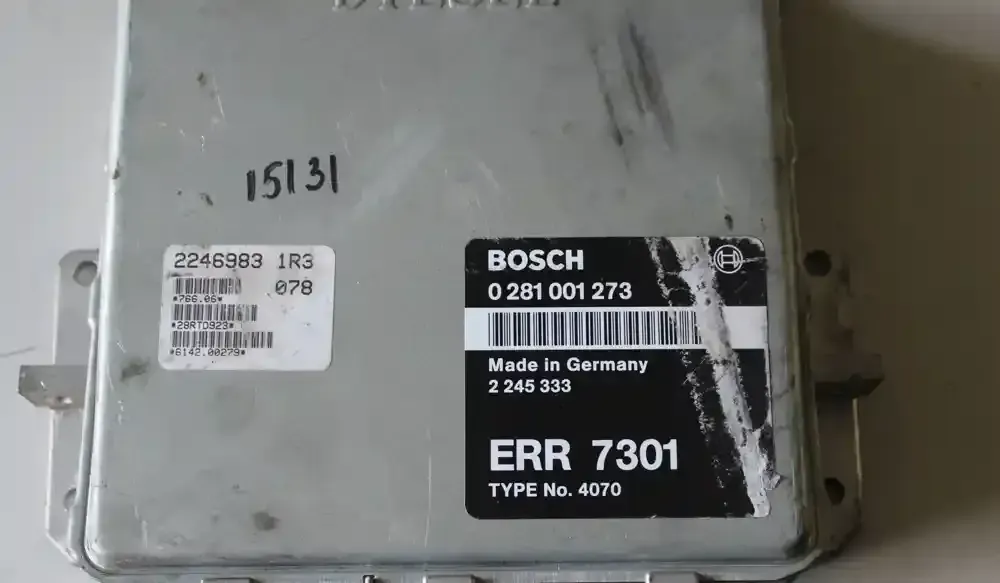 15131
2246983 1R3
078
*766.06*
*28RTD923*
*6142.00279*
BOSCH
0 281 001 273
Made in Germany
2 245 333
ERR 7301
TYPE No. 4070